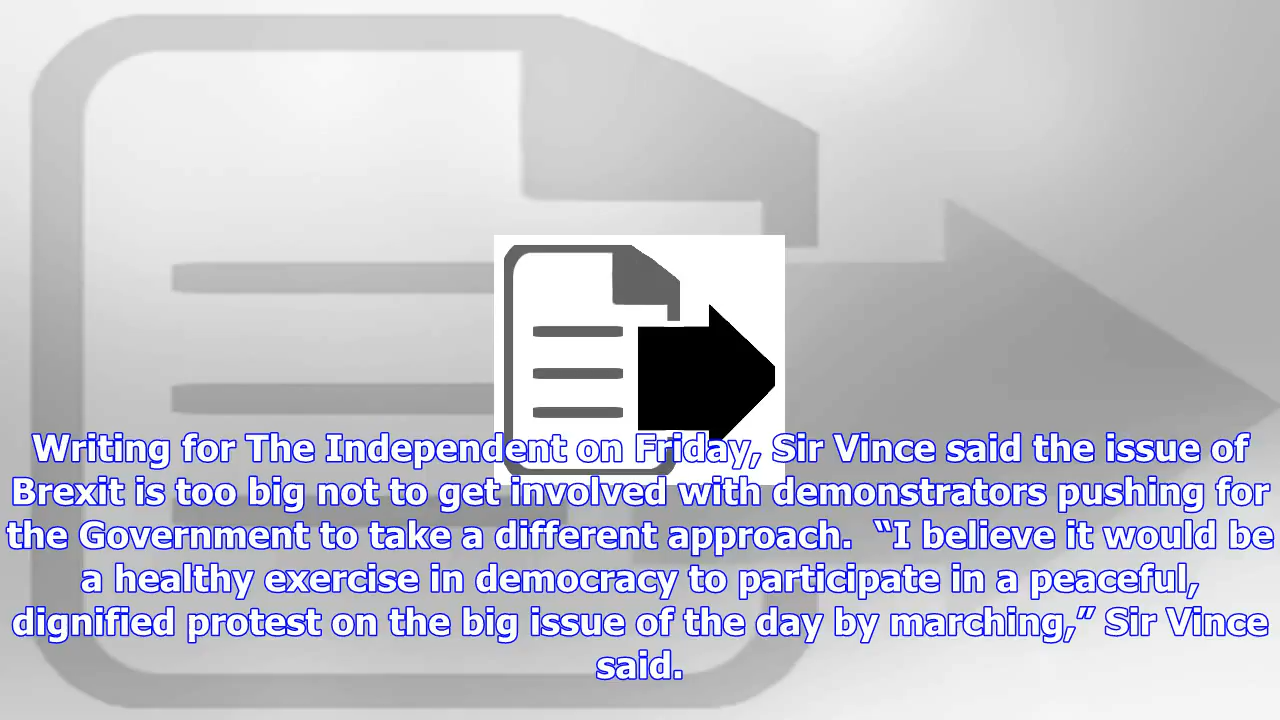 Writing for The Independent on Friday, Sir Vince said the issue of
Brexit is too big not to get involved with demonstrators pushing for
the Government to take a different approach.  “I believe it would be
a healthy exercise in democracy to participate in a peaceful,
dignified protest on the big issue of the day by marching,” Sir Vince
said.